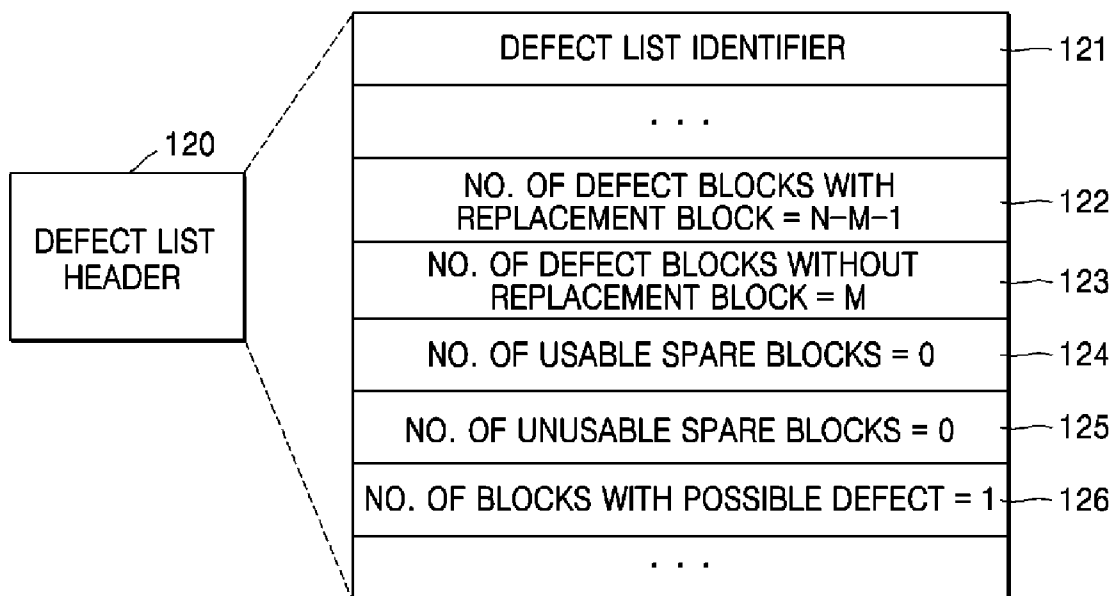 DEFECT LIST IDENTIFIER
121
. . .
120
DEFECT LIST
HEADER
NO. OF DEFECT BLOCKS WITH
REPLACEMENT BLOCK = N-M-1
122
NO. OF DEFECT BLOCKS WITHOUT
REPLACEMENT BLOCK = M
123
NO. OF USABLE SPARE BLOCKS = 0
124
NO. OF UNUSABLE SPARE BLOCKS = 0
125
NO. OF BLOCKS WITH POSSIBLE DEFECT = 1
126
. . .